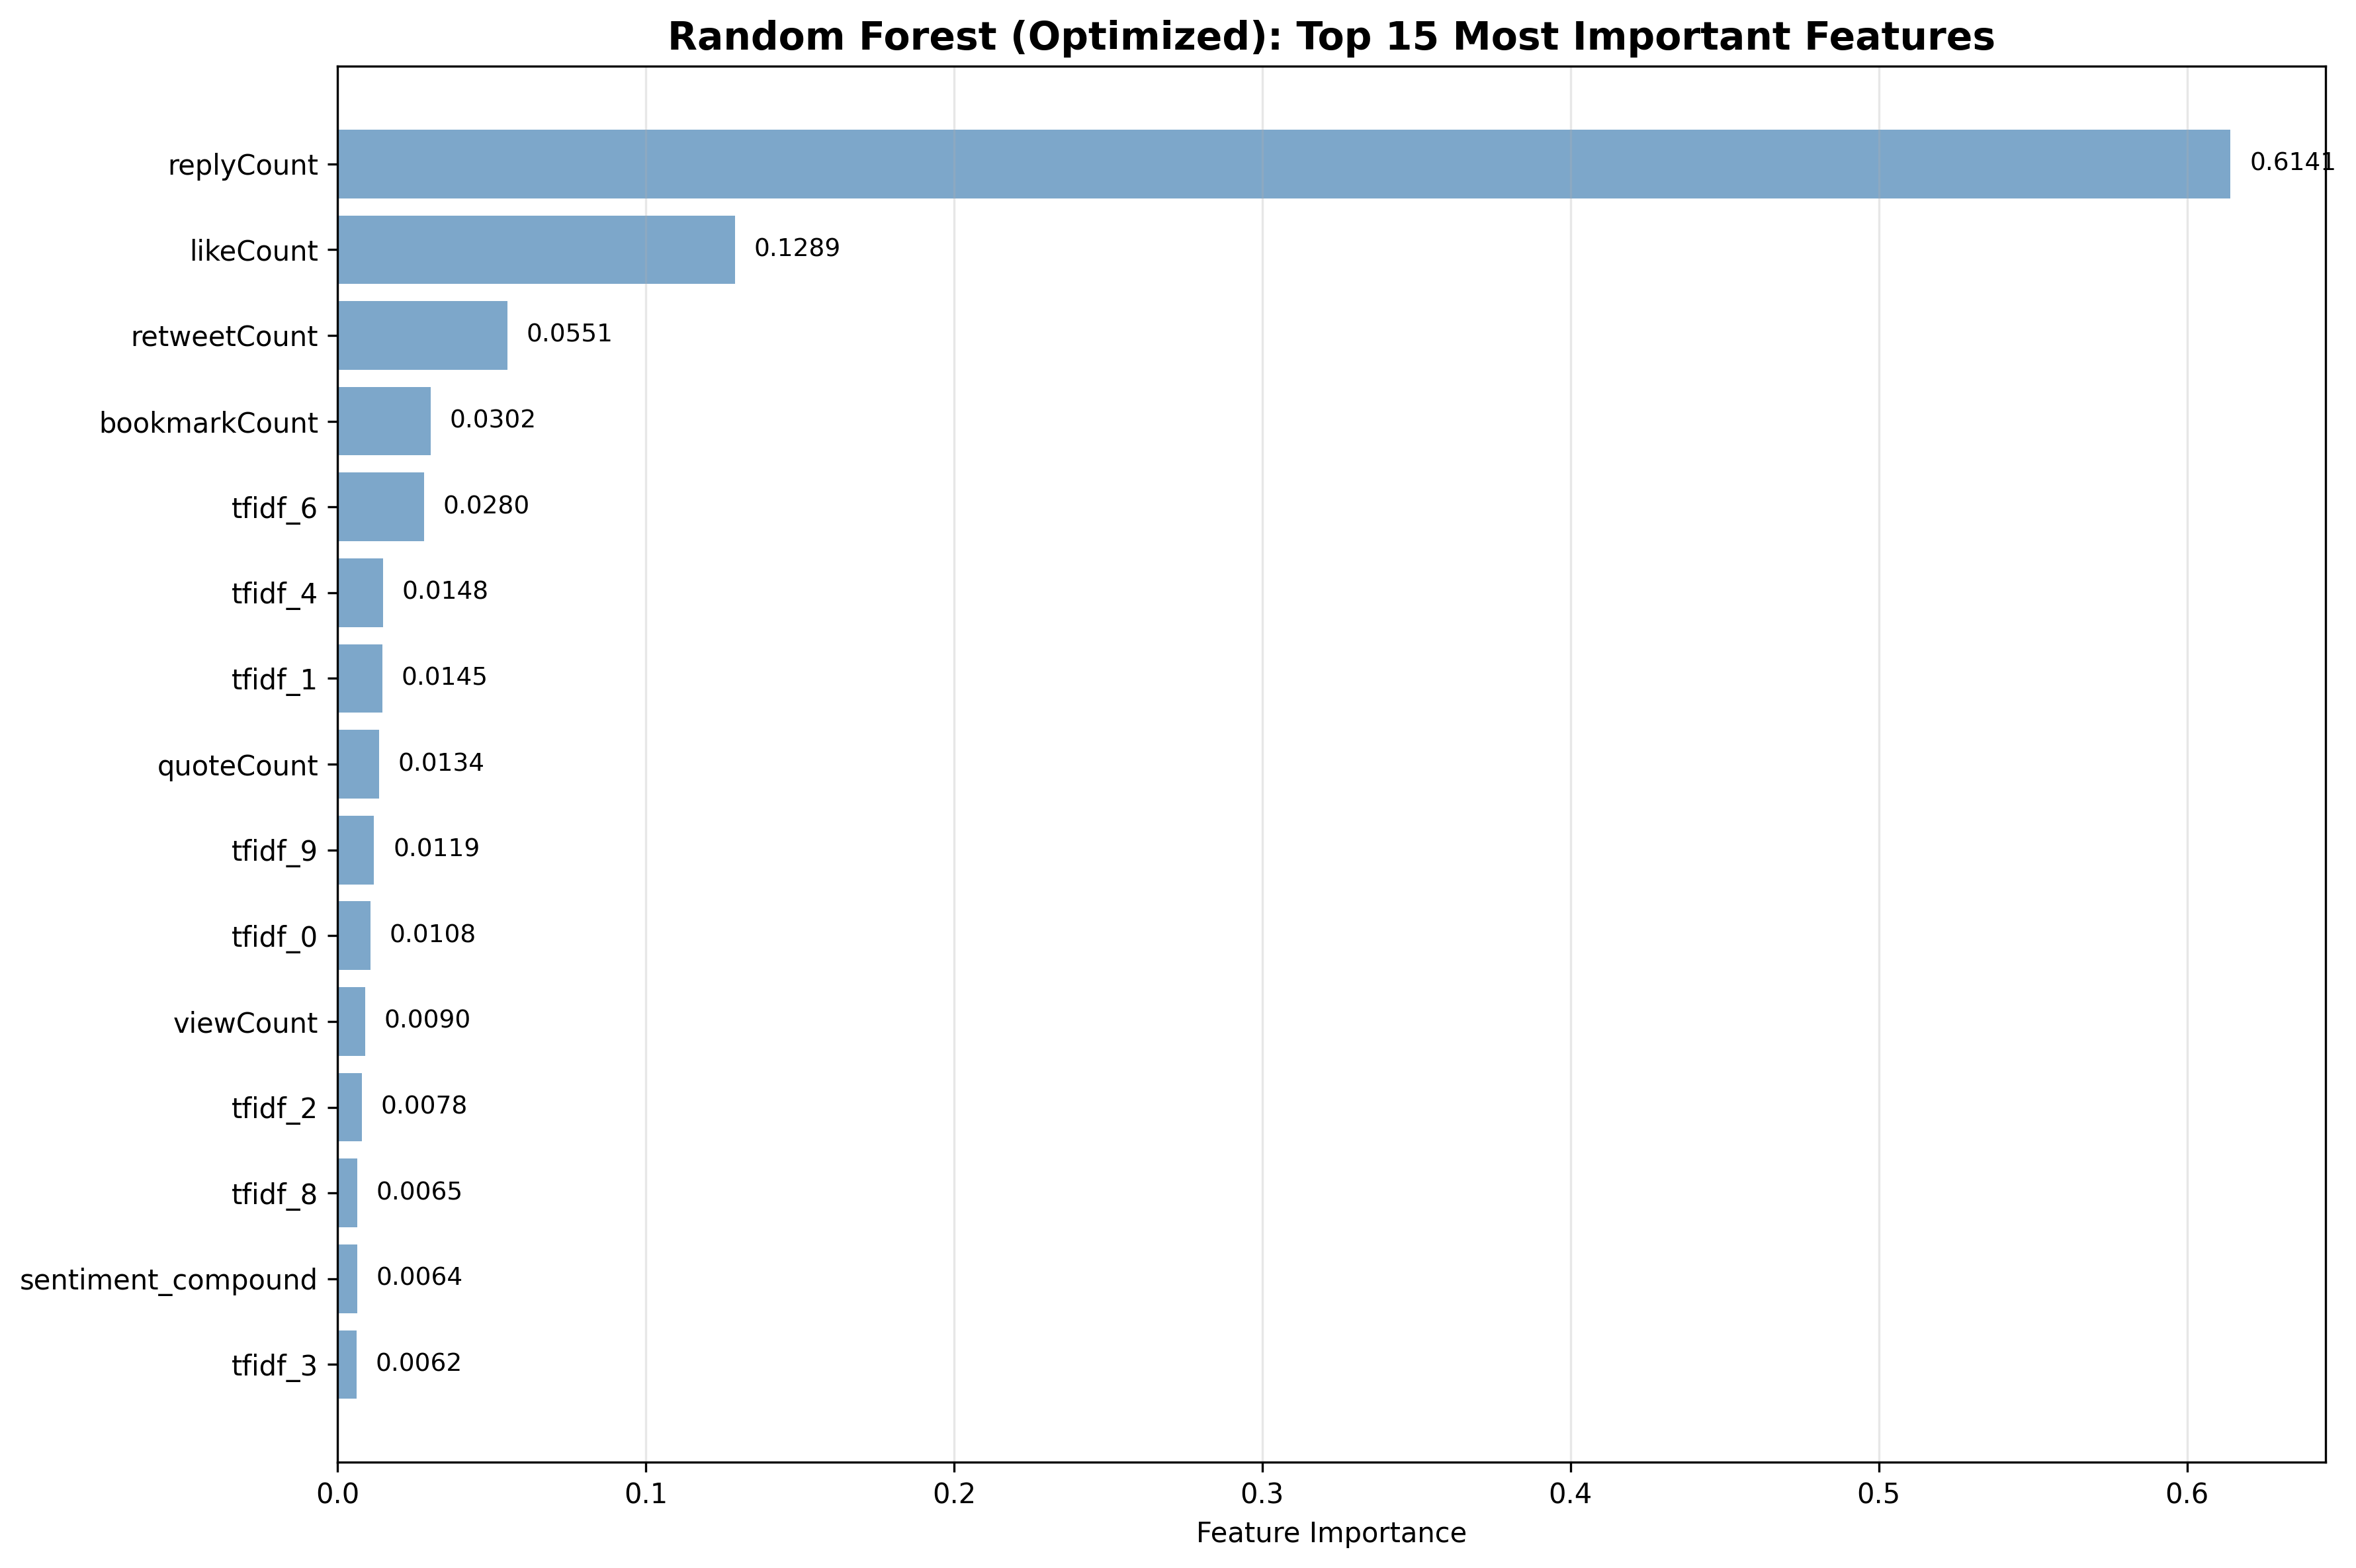 Random Forest (Optimized): Top 15 Most Important Features
replyCount 0.6141
likeCount 0.1289
retweetCount 0.0551
bookmarkCount 0.0302
tfidf_6 0.0280
tfidf_4 0.0148
tfidf_1 0.0145
quoteCount 0.0134
tfidf_9 0.0119
tfidf_0 0.0108
viewCount 0.0090
tfidf_2 0.0078
tfidf_8 0.0065
sentiment_compound 0.0064
tfidf_3 0.0062
0.0 0.1 0.2 0.3 0.4 0.5 0.6
Feature Importance